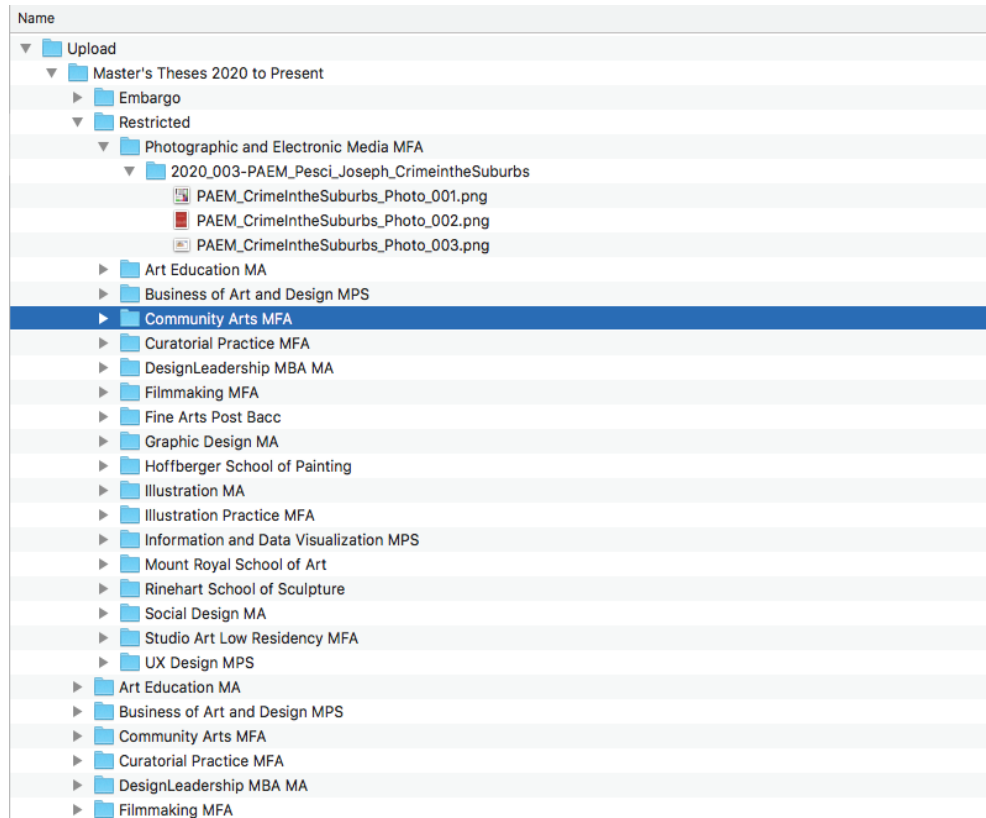 Name
Upload
Master's Theses 2020 to Present
Embargo
Restricted
Photographic and Electronic Media MFA
2020_003-PAEM_Pesci_Joseph_CrimeintheSuburbs
PAEM_CrimeIntheSuburbs_Photo_001.png
PAEM_CrimeIntheSuburbs_Photo_002.png
PAEM_CrimeIntheSuburbs_Photo_003.png
Art Education MA
Business of Art and Design MPS
Community Arts MFA
Curatorial Practice MFA
DesignLeadership MBA MA
Filmmaking MFA
Fine Arts Post Bacc
Graphic Design MA
Hoffberger School of Painting
Illustration MA
Illustration Practice MFA
Information and Data Visualization MPS
Mount Royal School of Art
Rinehart School of Sculpture
Social Design MA
Studio Art Low Residency MFA
UX Design MPS
Art Education MA
Business of Art and Design MPS
Community Arts MFA
Curatorial Practice MFA
DesignLeadership MBA MA
Filmmaking MFA